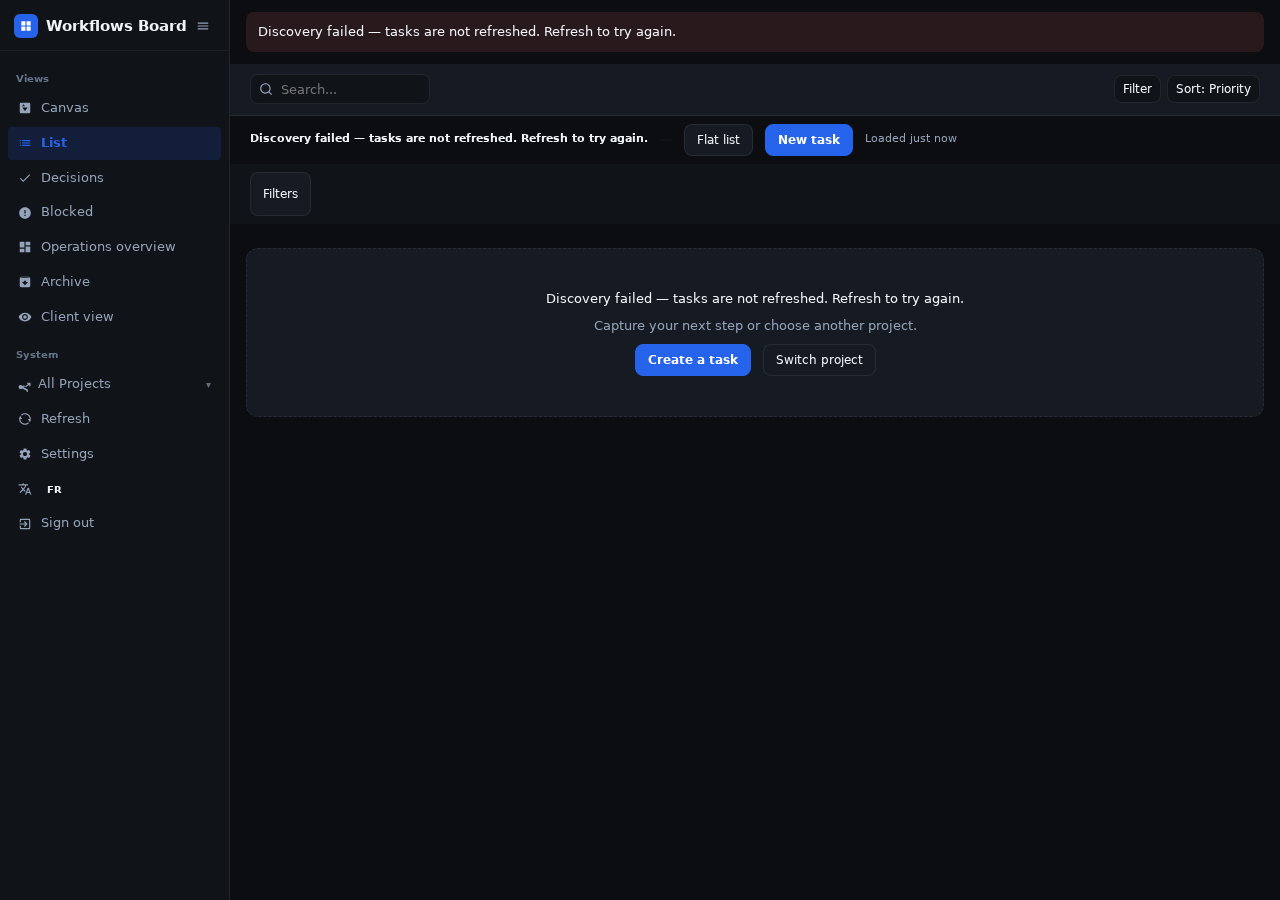 Workflows Board
Views
Canvas
List
Decisions
Blocked
Operations overview
Archive
Client view
System
All Projects
Refresh
Settings
FR
Sign out
Discovery failed — tasks are not refreshed. Refresh to try again.
Search...
Filter
Sort: Priority
Discovery failed — tasks are not refreshed. Refresh to try again.
Flat list
New task
Loaded just now
Filters
Discovery failed — tasks are not refreshed. Refresh to try again.
Capture your next step or choose another project.
Create a task
Switch project